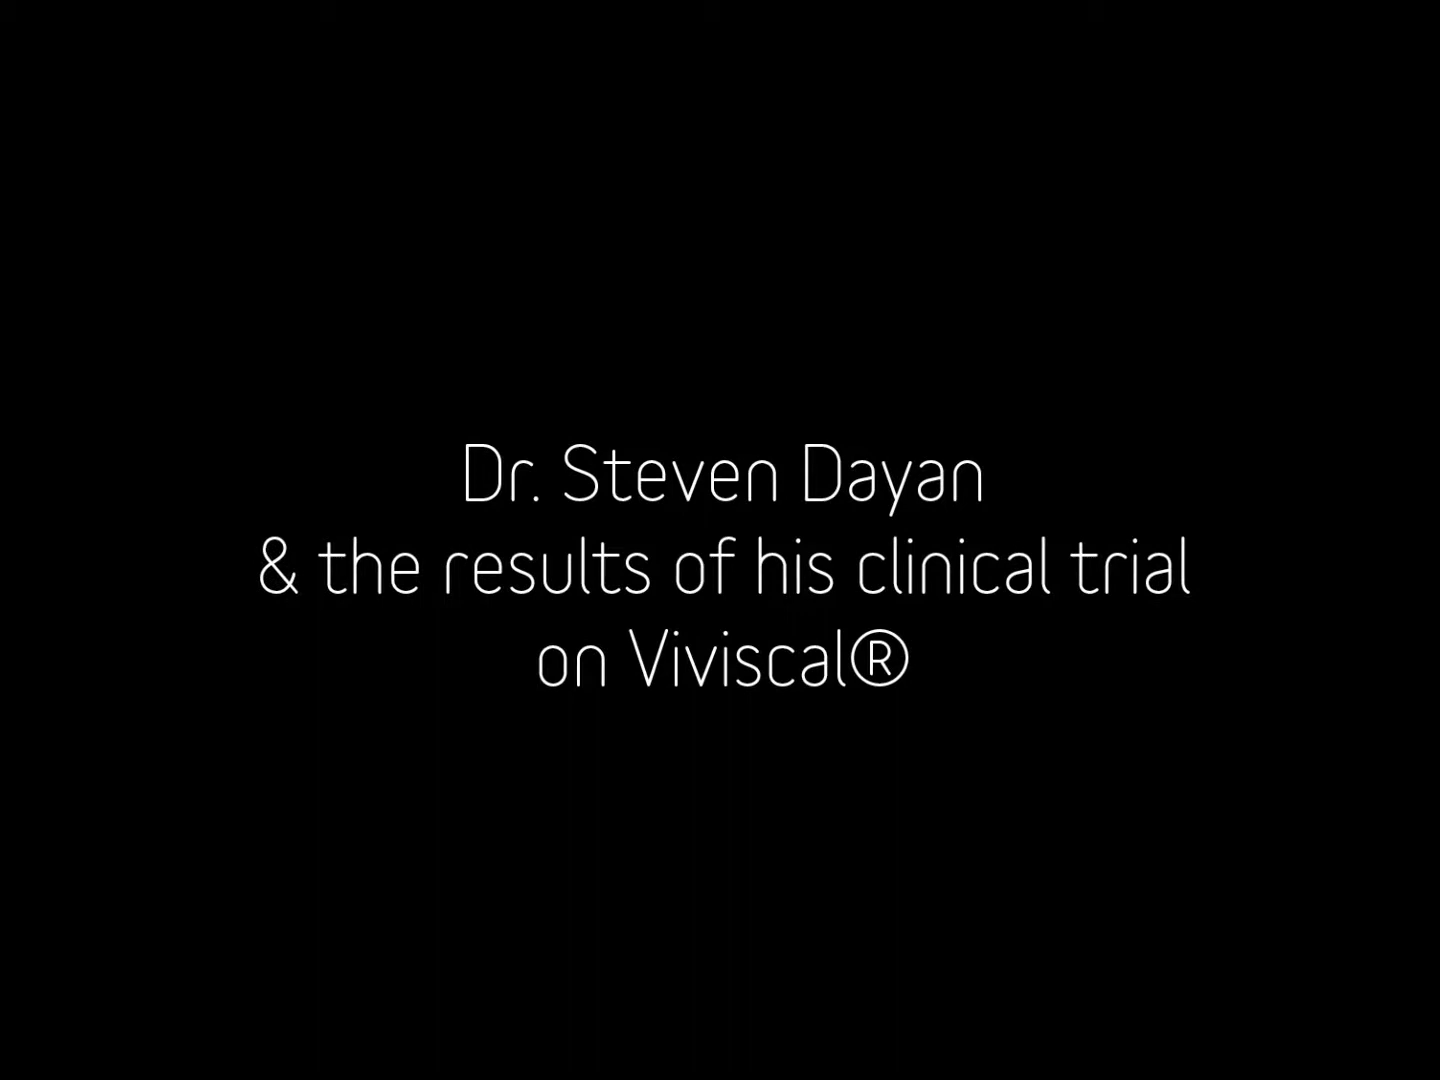 Dr. Steven Dayan
& the results of his clinical trial
on Viviscal®